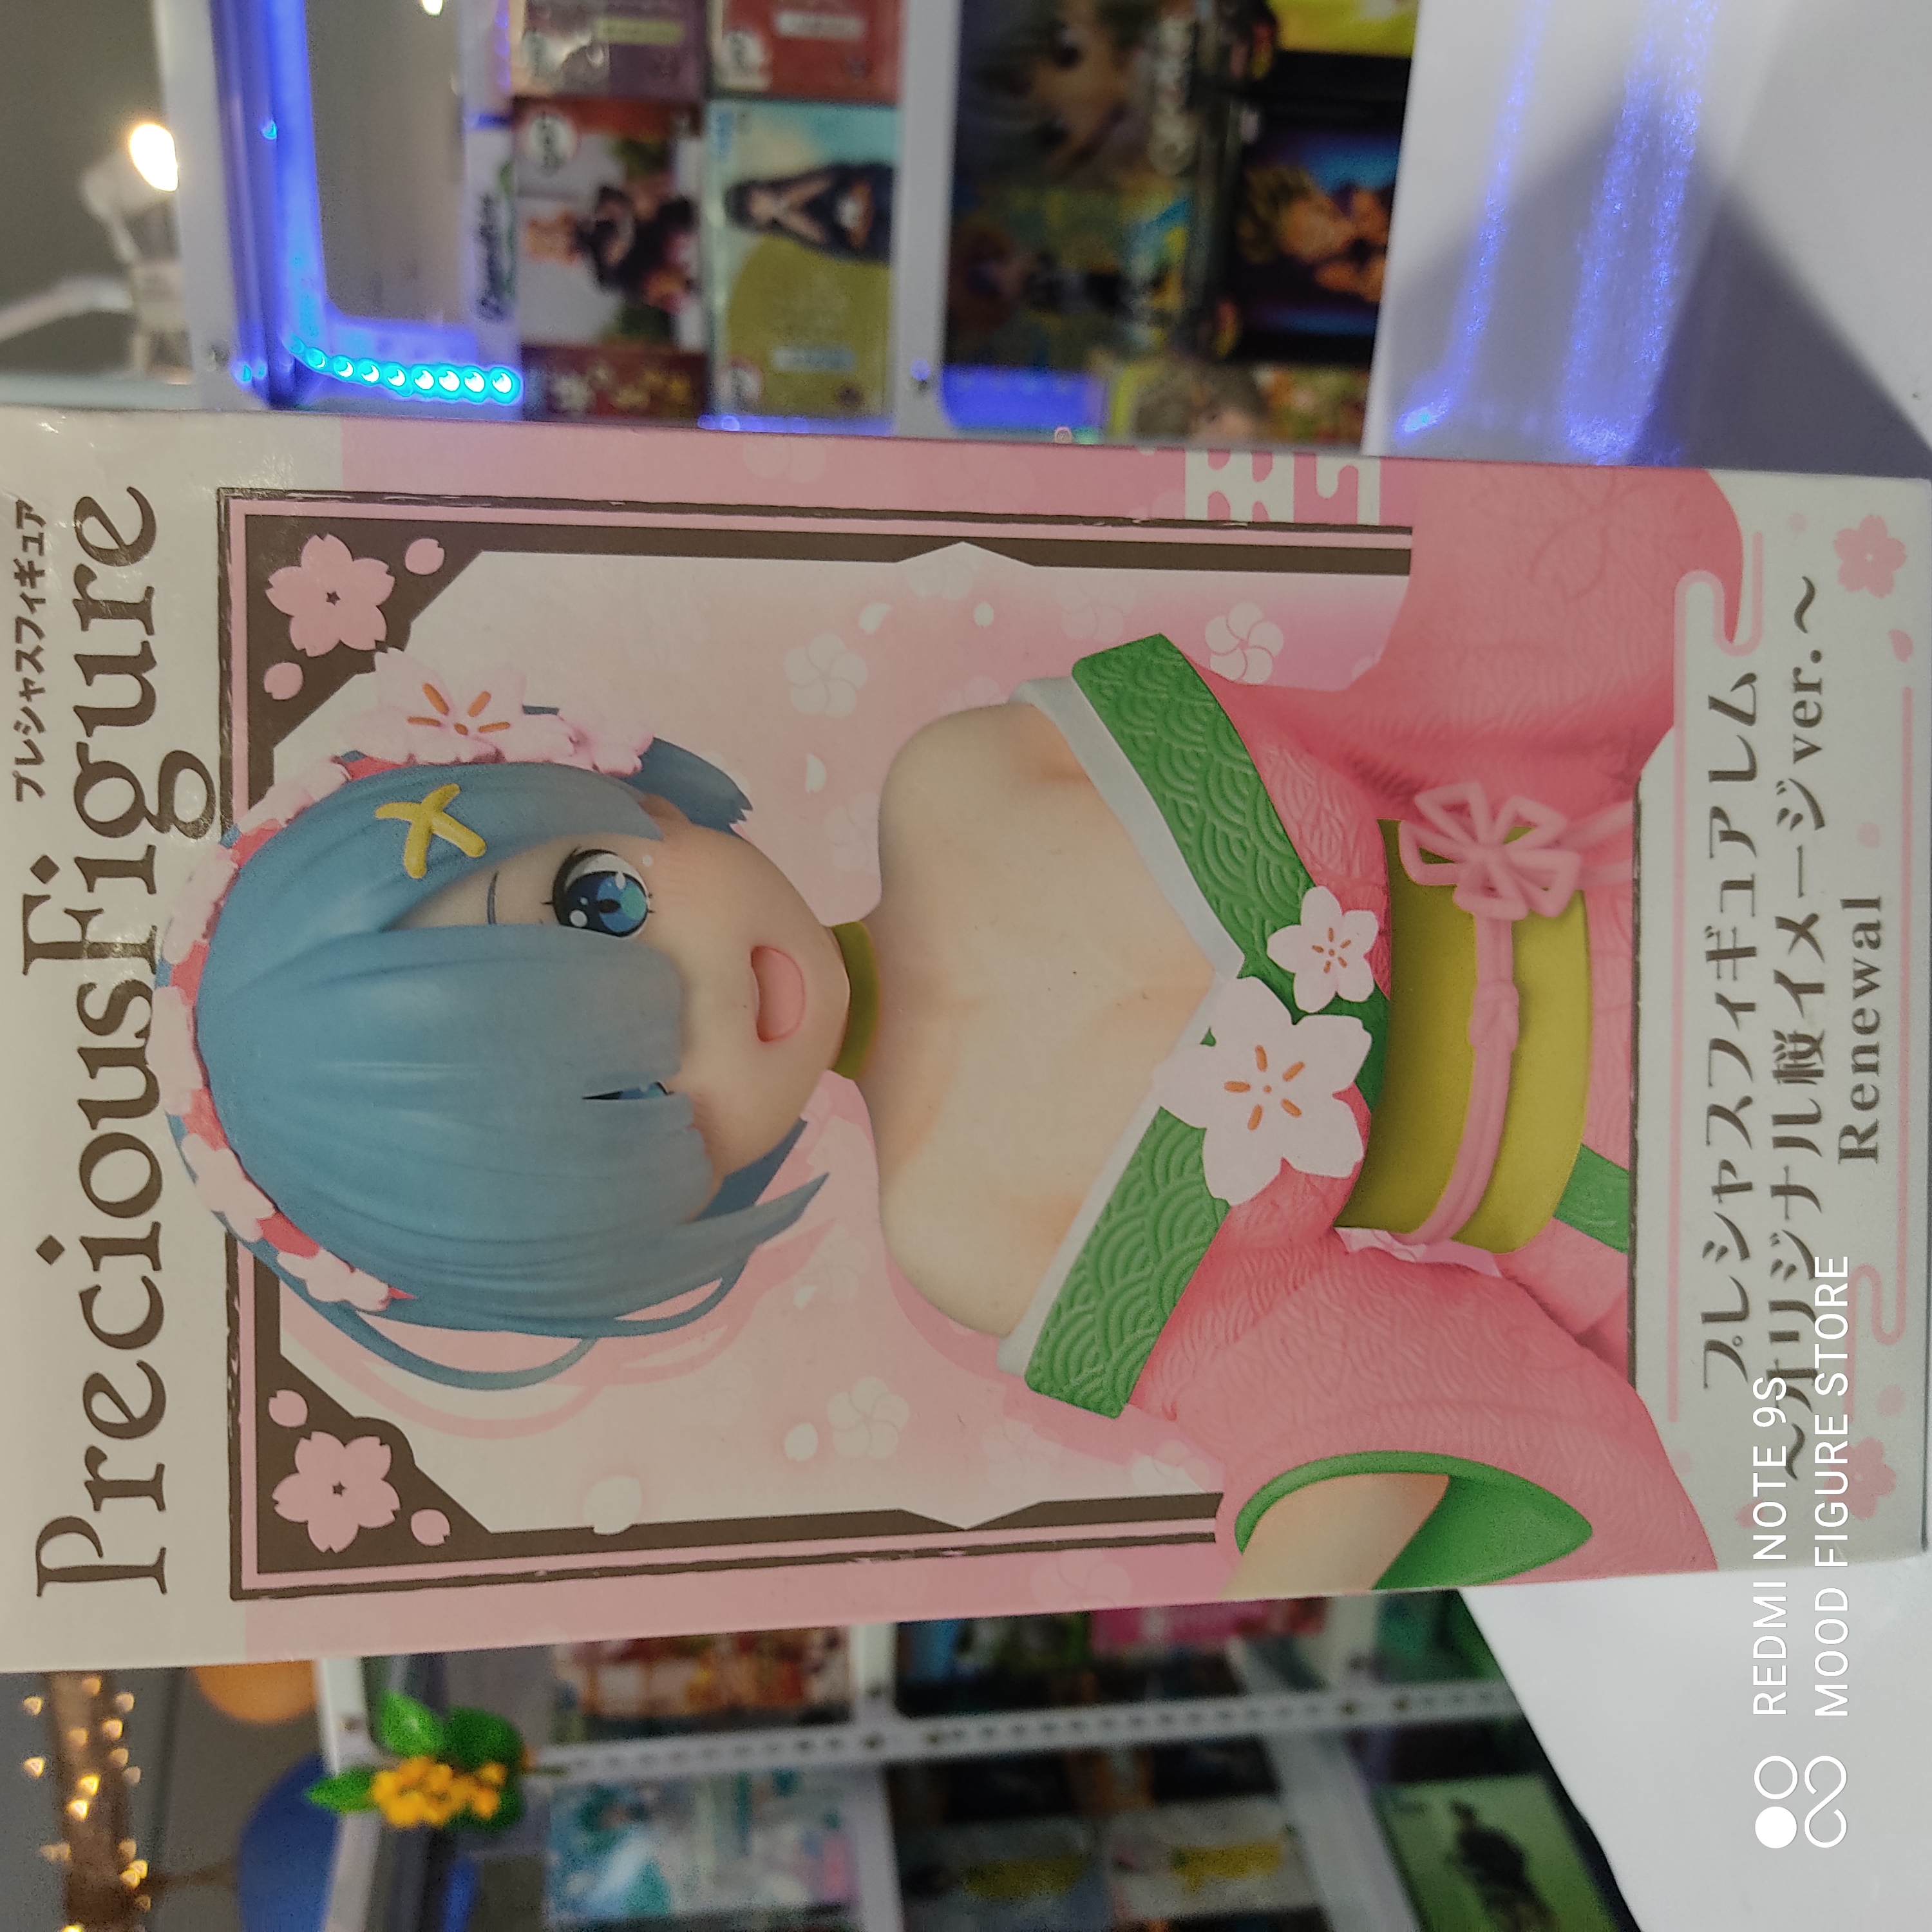 プレシャスフィギュア
PreciousFigure
プレシャスフィギュア レム
～オリジナル桜イメージver.～
Renewal
REDMI NOTE 9S
MOOD FIGURE STORE